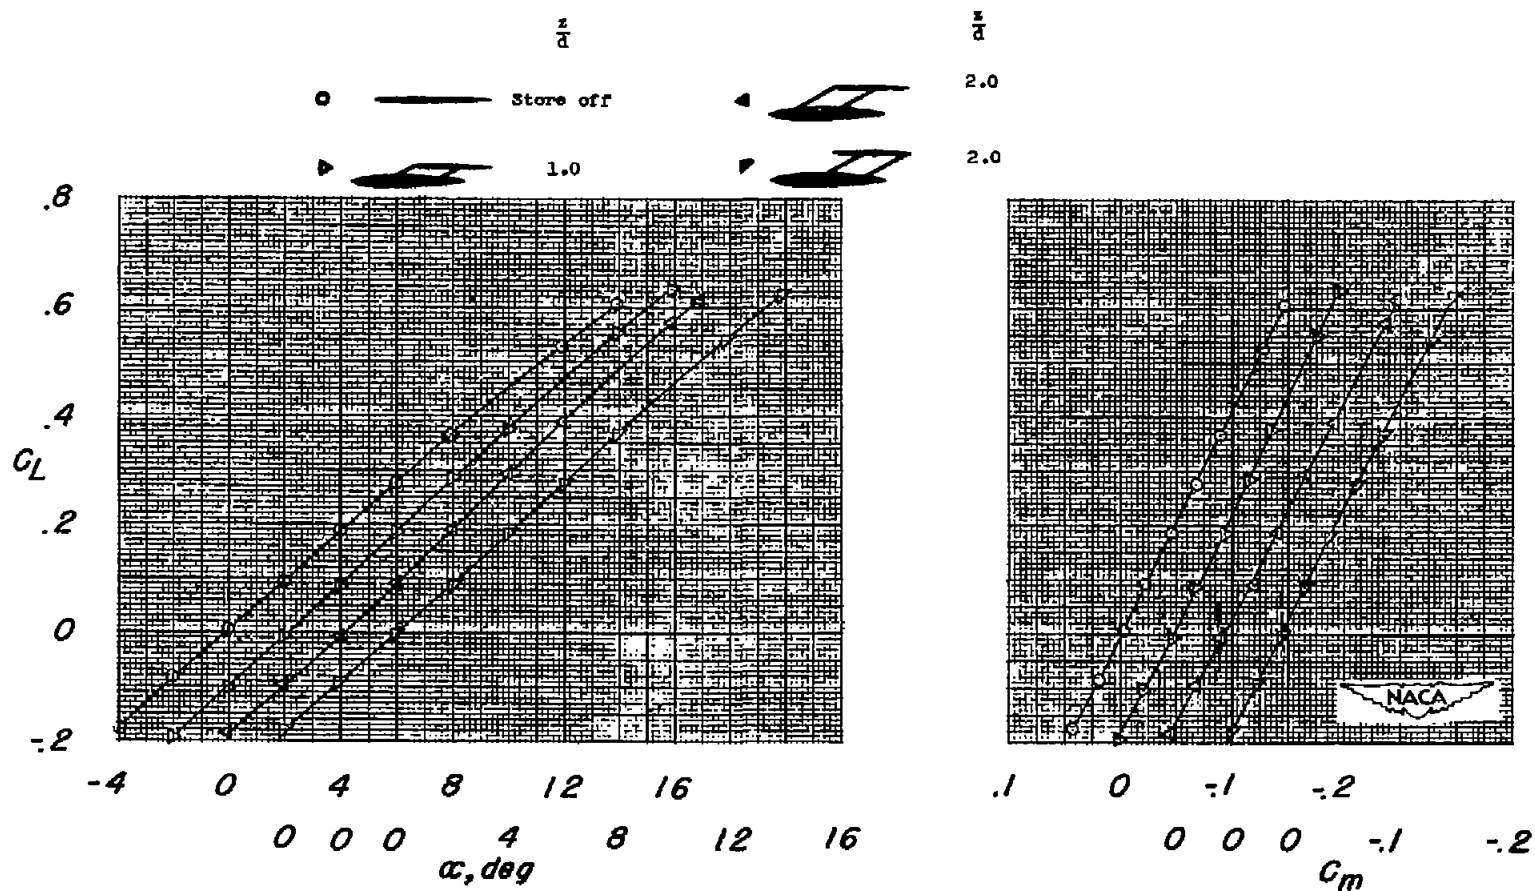 z/d
z/d
Store off
2.0
1.0
2.0
.8
.6
.4
C_L
.2
0
-.2
NACA
-4 0 4 8 12 16
0 0 0 4 8 12 16
α, deg
.1 0 -.1 -.2
0 0 0 -.1 -.2
C_m